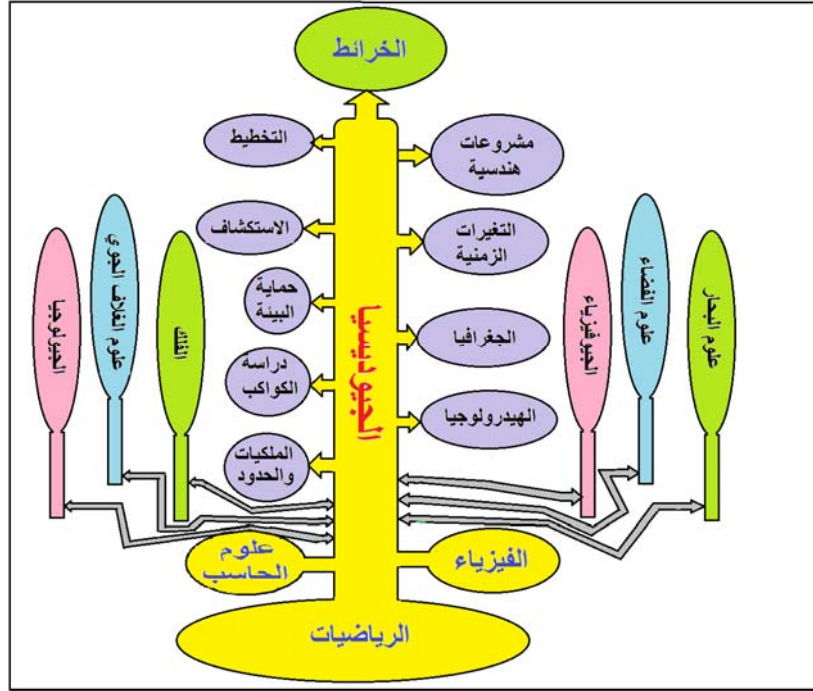 الخرائط
مشروعات
هندسية
التخطيط
التغيرات
الزمنية
الاستكشاف
الجغرافيا
حماية
البيئة
الهيدرولوجيا
دراسة
الكواكب
الملكيات
والحدود
الجيوديسيا
علوم البحار
علوم الفضاء
الجيوفيزياء
الفلك
علوم الغلاف الجوي
الجيولوجيا
الفيزياء
علوم
الحاسب
الرياضيات